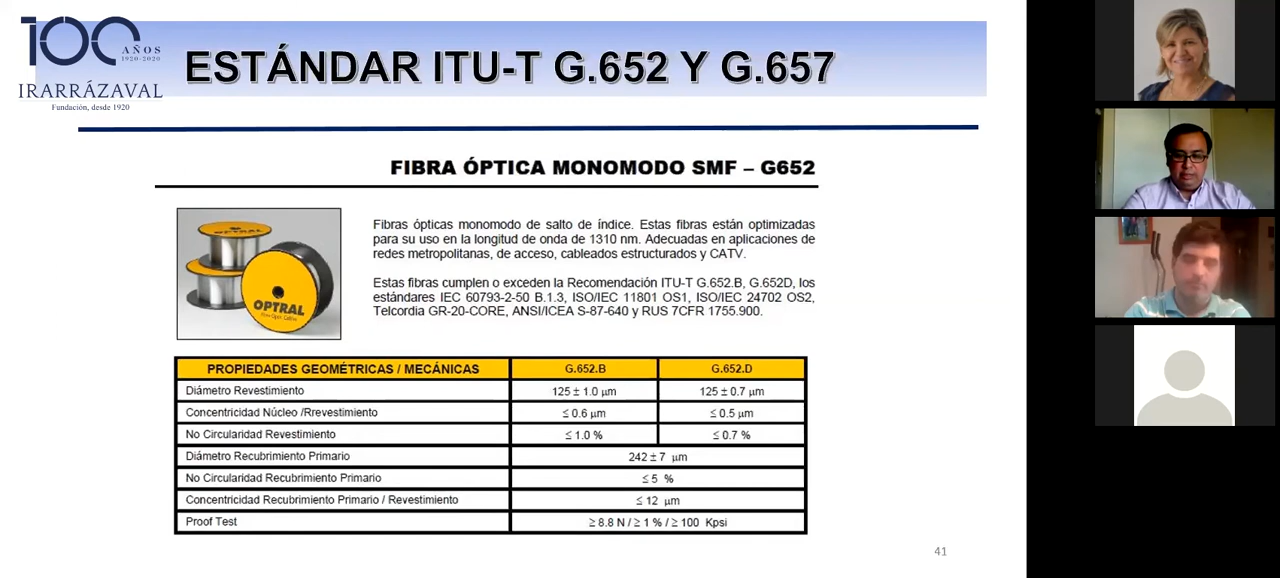 100
AÑOS
1920-2020
IRARRÁZAVAL
Fundación, desde 1920
ESTÁNDAR ITU-T G.652 Y G.657
FIBRA ÓPTICA MONOMODO SMF – G652
OPTRAL
OPTRAL
Fibras ópticas monomodo de salto de índice. Estas fibras están optimizadas
para su uso en la longitud de onda de 1310 nm. Adecuadas en aplicaciones de
redes metropolitanas, de acceso, cableados estructurados y CATV.
Estas fibras cumplen o exceden la Recomendación ITU-T G.652.B, G.652D, los
estándares IEC 60793-2-50 B.1.3, ISO/IEC 11801 OS1, ISO/IEC 24702 OS2,
Telcordia GR-20-CORE, ANSI/ICEA S-87-640 y RUS 7CFR 1755.900.
PROPIEDADES GEOMÉTRICAS / MECÁNICAS G.652.B G.652.D
Diámetro Revestimiento 125 ± 1.0 µm 125 ± 0.7 µm
Concentricidad Núcleo /Rrevestimiento ≤ 0.6 µm ≤ 0.5 µm
No Circularidad Revestimiento ≤ 1.0 % ≤ 0.7 %
Diámetro Recubrimiento Primario 242 ± 7 µm
No Circularidad Recubrimiento Primario ≤ 5 %
Concentricidad Recubrimiento Primario / Revestimiento ≤ 12 µm
Proof Test ≥ 8.8 N / ≥ 1 % / ≥ 100 Kpsi
41